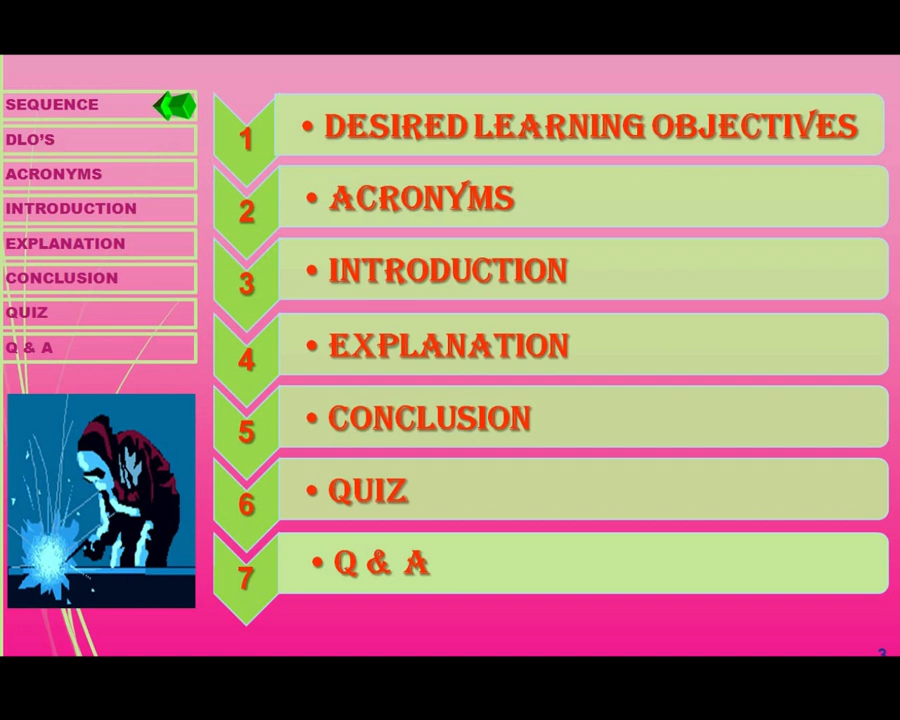 SEQUENCE
DLO'S
ACRONYMS
INTRODUCTION
EXPLANATION
CONCLUSION
QUIZ
Q & A
1 • DESIRED LEARNING OBJECTIVES
2 • ACRONYMS
3 • INTRODUCTION
4 • EXPLANATION
5 • CONCLUSION
6 • QUIZ
7 • Q & A
3